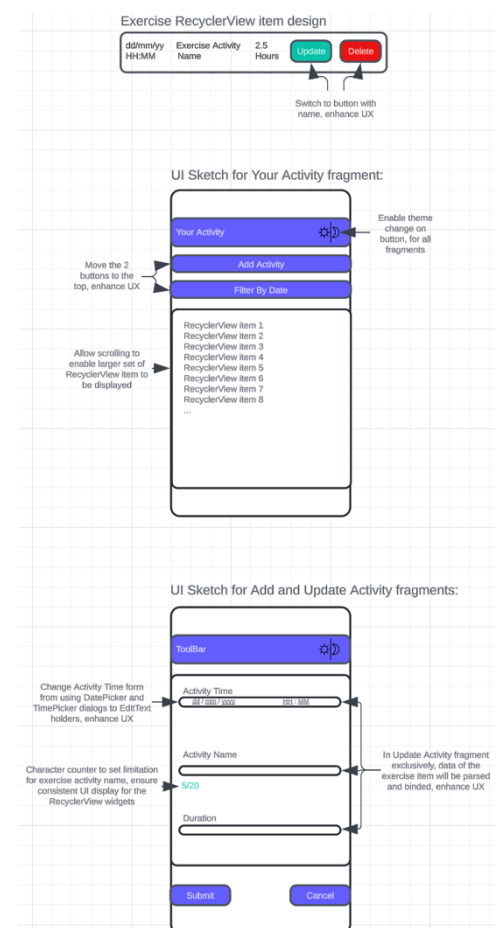 Exercise RecyclerView item design
dd/mm/yy
HH:MM
Exercise Activity
Name
2.5
Hours
Update
Delete
Switch to button with
name, enhance UX
UI Sketch for Your Activity fragment:
Your Activity
Enable theme
change on
button, for all
fragments
Add Activity
Move the 2
buttons to the
top, enhance UX
Filter By Date
RecyclerView item 1
RecyclerView item 2
RecyclerView item 3
RecyclerView item 4
RecyclerView item 5
RecyclerView item 6
RecyclerView item 7
RecyclerView item 8
...
Allow scrolling to
enable larger set of
RecyclerView item to
be displayed
UI Sketch for Add and Update Activity fragments:
ToolBar
Change Activity Time form
from using DatePicker and
TimePicker dialogs to EditText
holders, enhance UX
Activity Time
dd / mm / yyyy
HH : MM
Activity Name
In Update Activity fragment
exclusively, data of the
exercise item will be parsed
and binded, enhance UX
Character counter to set limitation
for exercise activity name, ensure
consistent UI display for the
RecyclerView widgets
5/20
Duration
Submit
Cancel